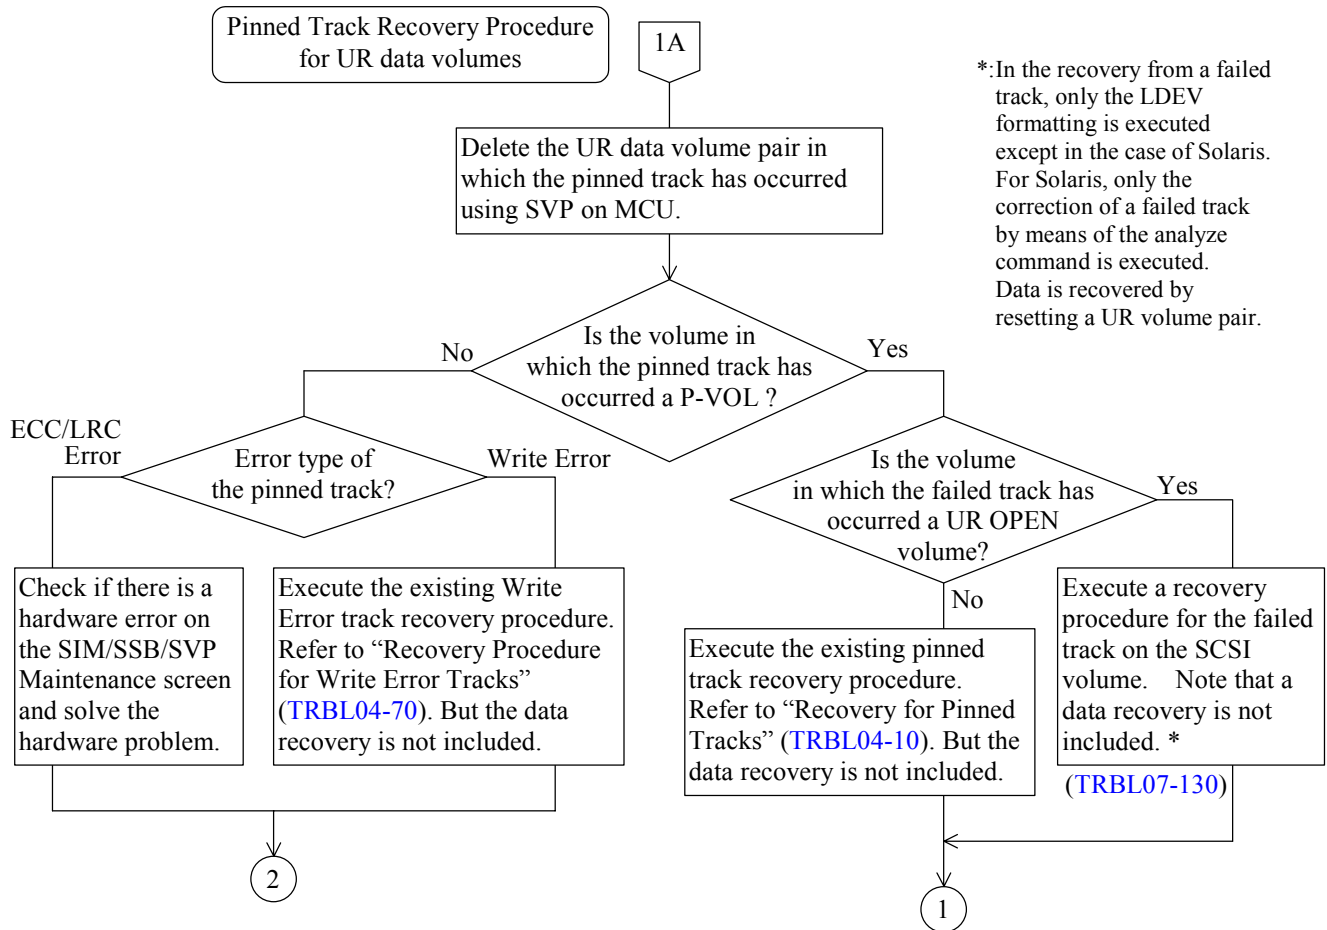 Pinned Track Recovery Procedure
for UR data volumes
1A
*:In the recovery from a failed
track, only the LDEV
formatting is executed
except in the case of Solaris.
For Solaris, only the
correction of a failed track
by means of the analyze
command is executed.
Data is recovered by
resetting a UR volume pair.
Delete the UR data volume pair in
which the pinned track has occurred
using SVP on MCU.
Is the volume in
which the pinned track has
occurred a P-VOL ?
No
Yes
ECC/LRC
Error
Error type of
the pinned track?
Write Error
Is the volume
in which the failed track has
occurred a UR OPEN
volume?
Yes
No
Check if there is a
hardware error on
the SIM/SSB/SVP
Maintenance screen
and solve the
hardware problem.
Execute the existing Write
Error track recovery procedure.
Refer to “Recovery Procedure
for Write Error Tracks”
(TRBL04-70). But the data
recovery is not included.
Execute the existing pinned
track recovery procedure.
Refer to “Recovery for Pinned
Tracks” (TRBL04-10). But the
data recovery is not included.
Execute a recovery
procedure for the failed
track on the SCSI
volume. Note that a
data recovery is not
included. *
(TRBL07-130)
2
1